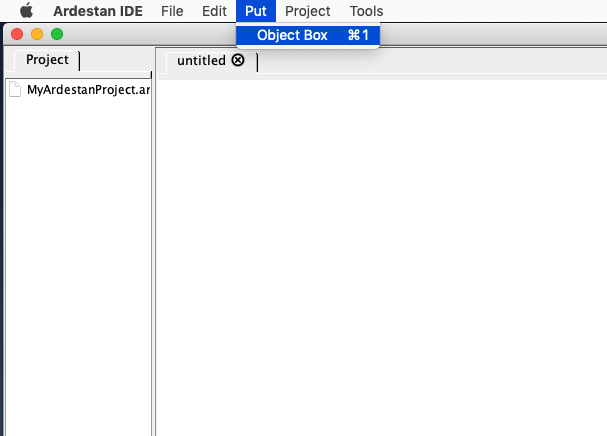 Ardestan IDE File Edit Put Project Tools
Object Box ⌘1
Project
untitled
MyArdestanProject.ar